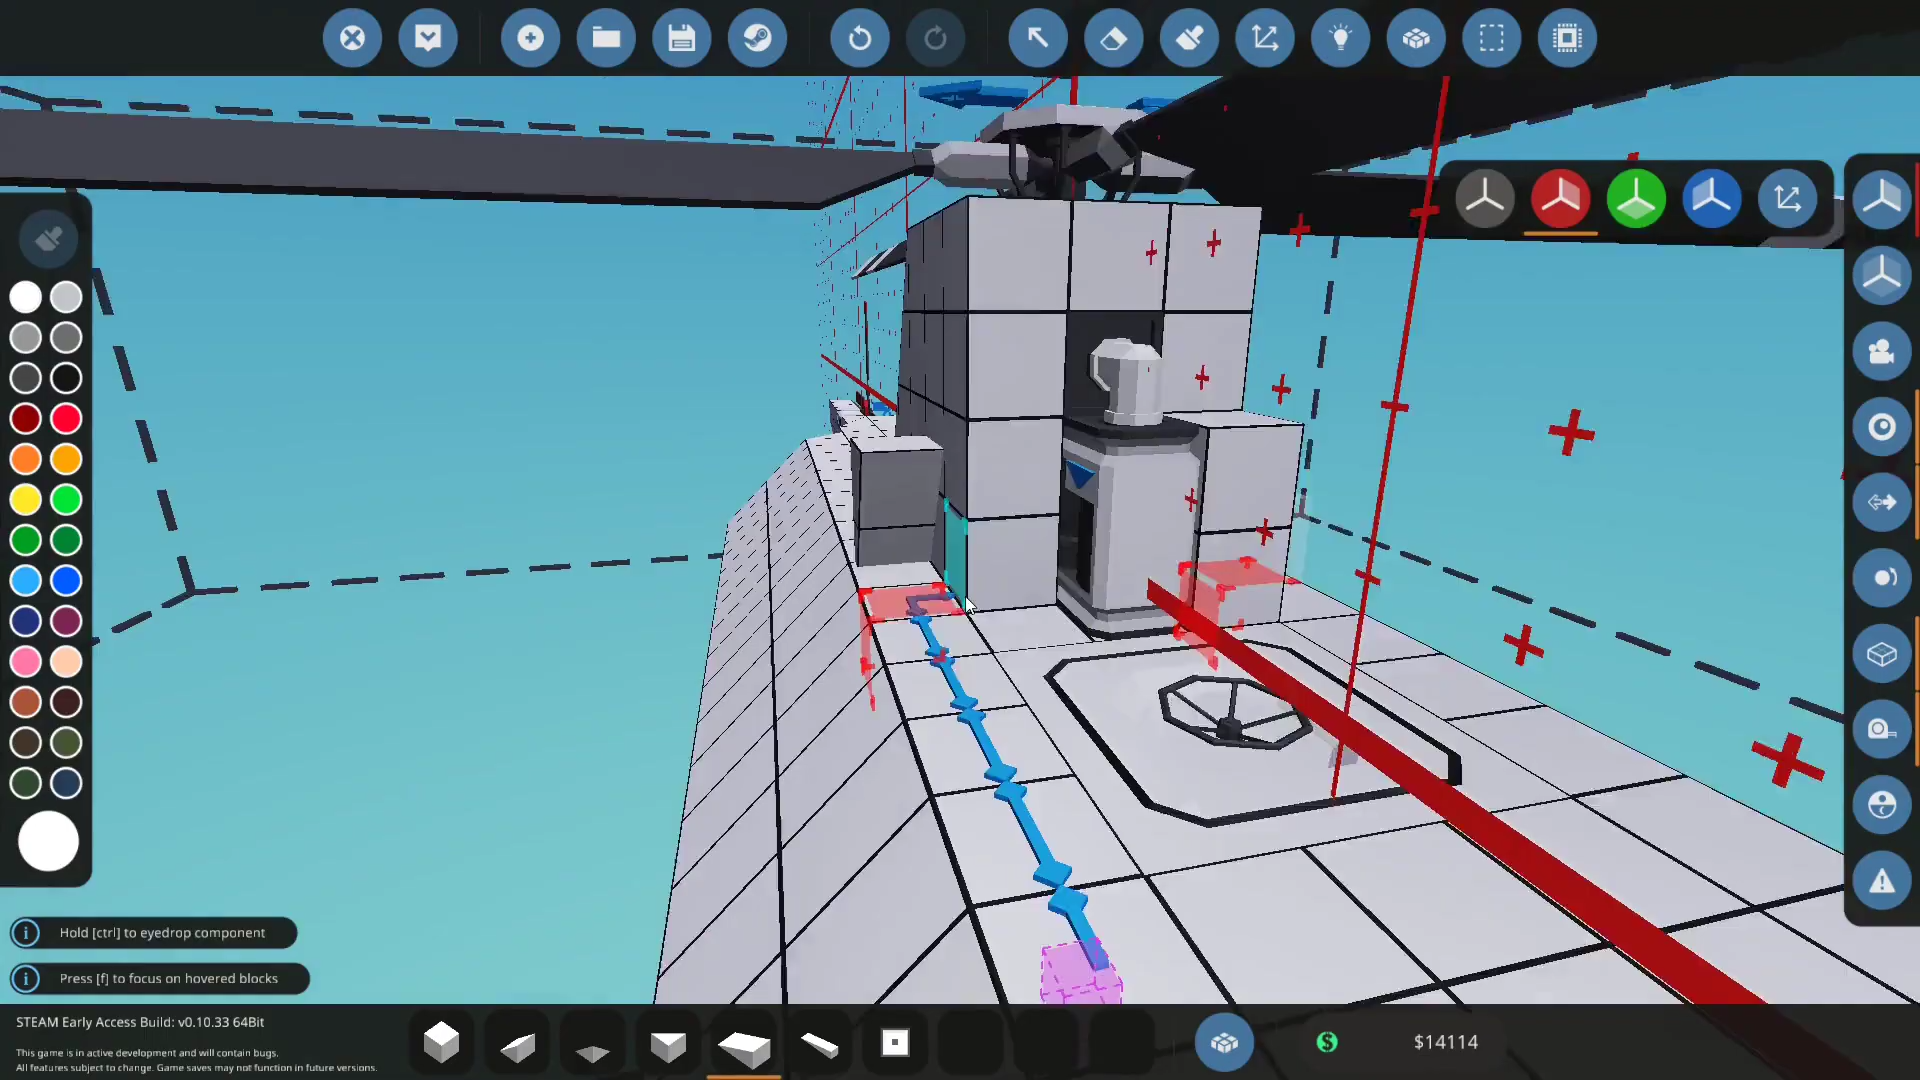 Hold [ctrl] to eyedrop component
Press [f] to focus on hovered blocks
STEAM Early Access Build: v0.10.33 64Bit
This game is in active development and will contain bugs.
All features subject to change. Game saves may not function in future versions.
$14114